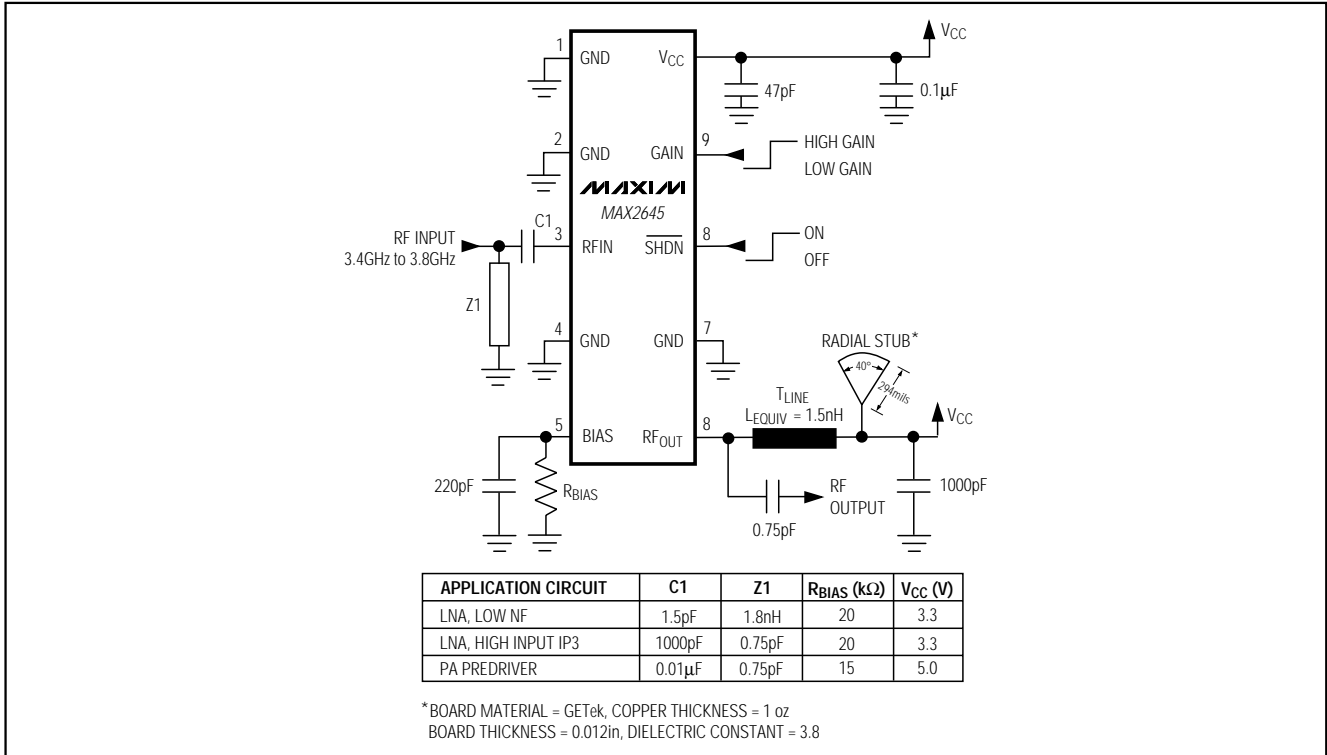 1
GND
VCC
VCC
47pF
0.1µF
2
GND
GAIN
9
HIGH GAIN
LOW GAIN
MAXIM
MAX2645
RF INPUT
3.4GHz to 3.8GHz
C1
3
RFIN
SHDN
8
ON
OFF
Z1
4
GND
GND
7
RADIAL STUB*
40°
294mils
TLINE
LEQUIV = 1.5nH
VCC
5
BIAS
RFOUT
8
220pF
RBIAS
RF
OUTPUT
0.75pF
1000pF
APPLICATION CIRCUIT C1 Z1 RBIAS (kΩ) VCC (V)
LNA, LOW NF 1.5pF 1.8nH 20 3.3
LNA, HIGH INPUT IP3 1000pF 0.75pF 20 3.3
PA PREDRIVER 0.01µF 0.75pF 15 5.0
*BOARD MATERIAL = GETek, COPPER THICKNESS = 1 oz
BOARD THICKNESS = 0.012in, DIELECTRIC CONSTANT = 3.8